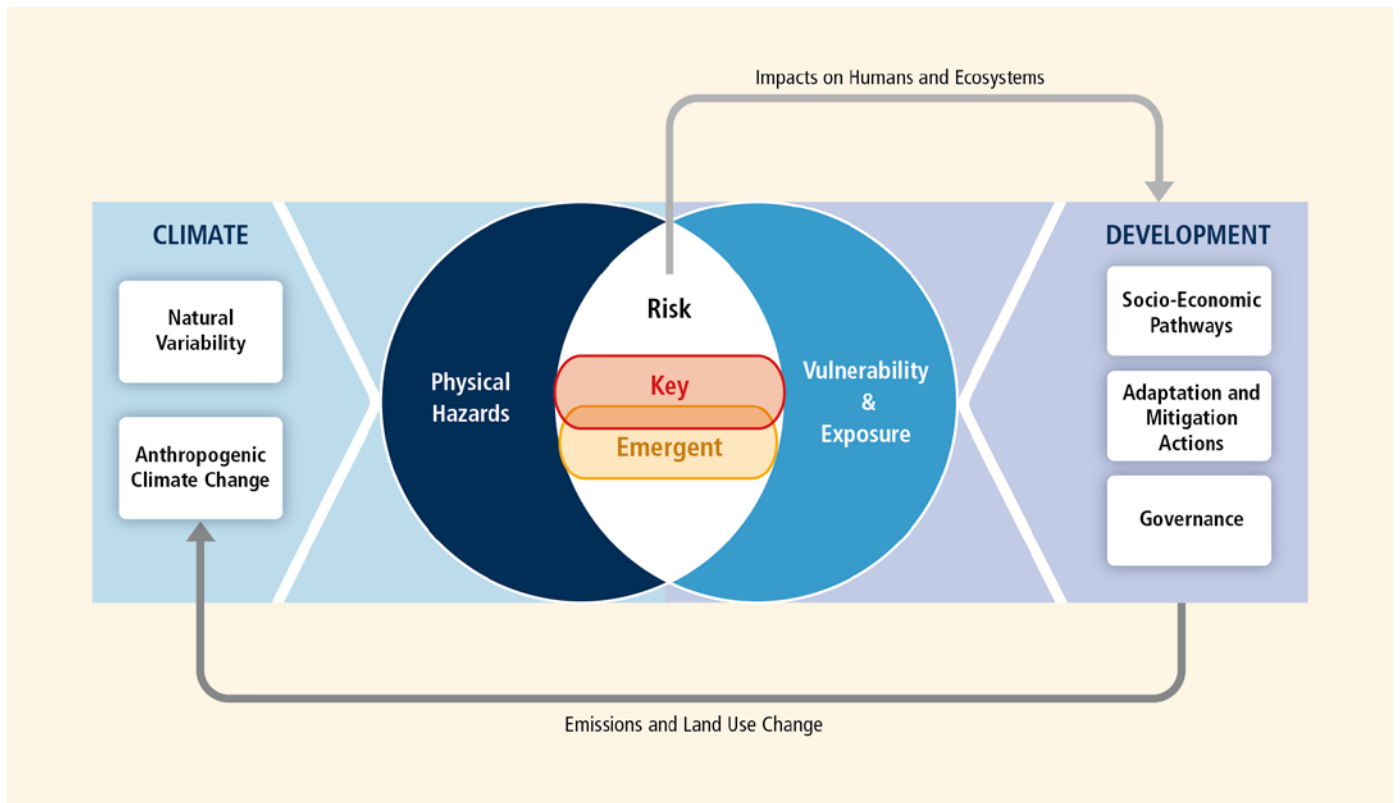 Impacts on Humans and Ecosystems
CLIMATE
Natural
Variability
Anthropogenic
Climate Change
Physical
Hazards
Risk
Key
Emergent
Vulnerability
&
Exposure
DEVELOPMENT
Socio-Economic
Pathways
Adaptation and
Mitigation
Actions
Governance
Emissions and Land Use Change